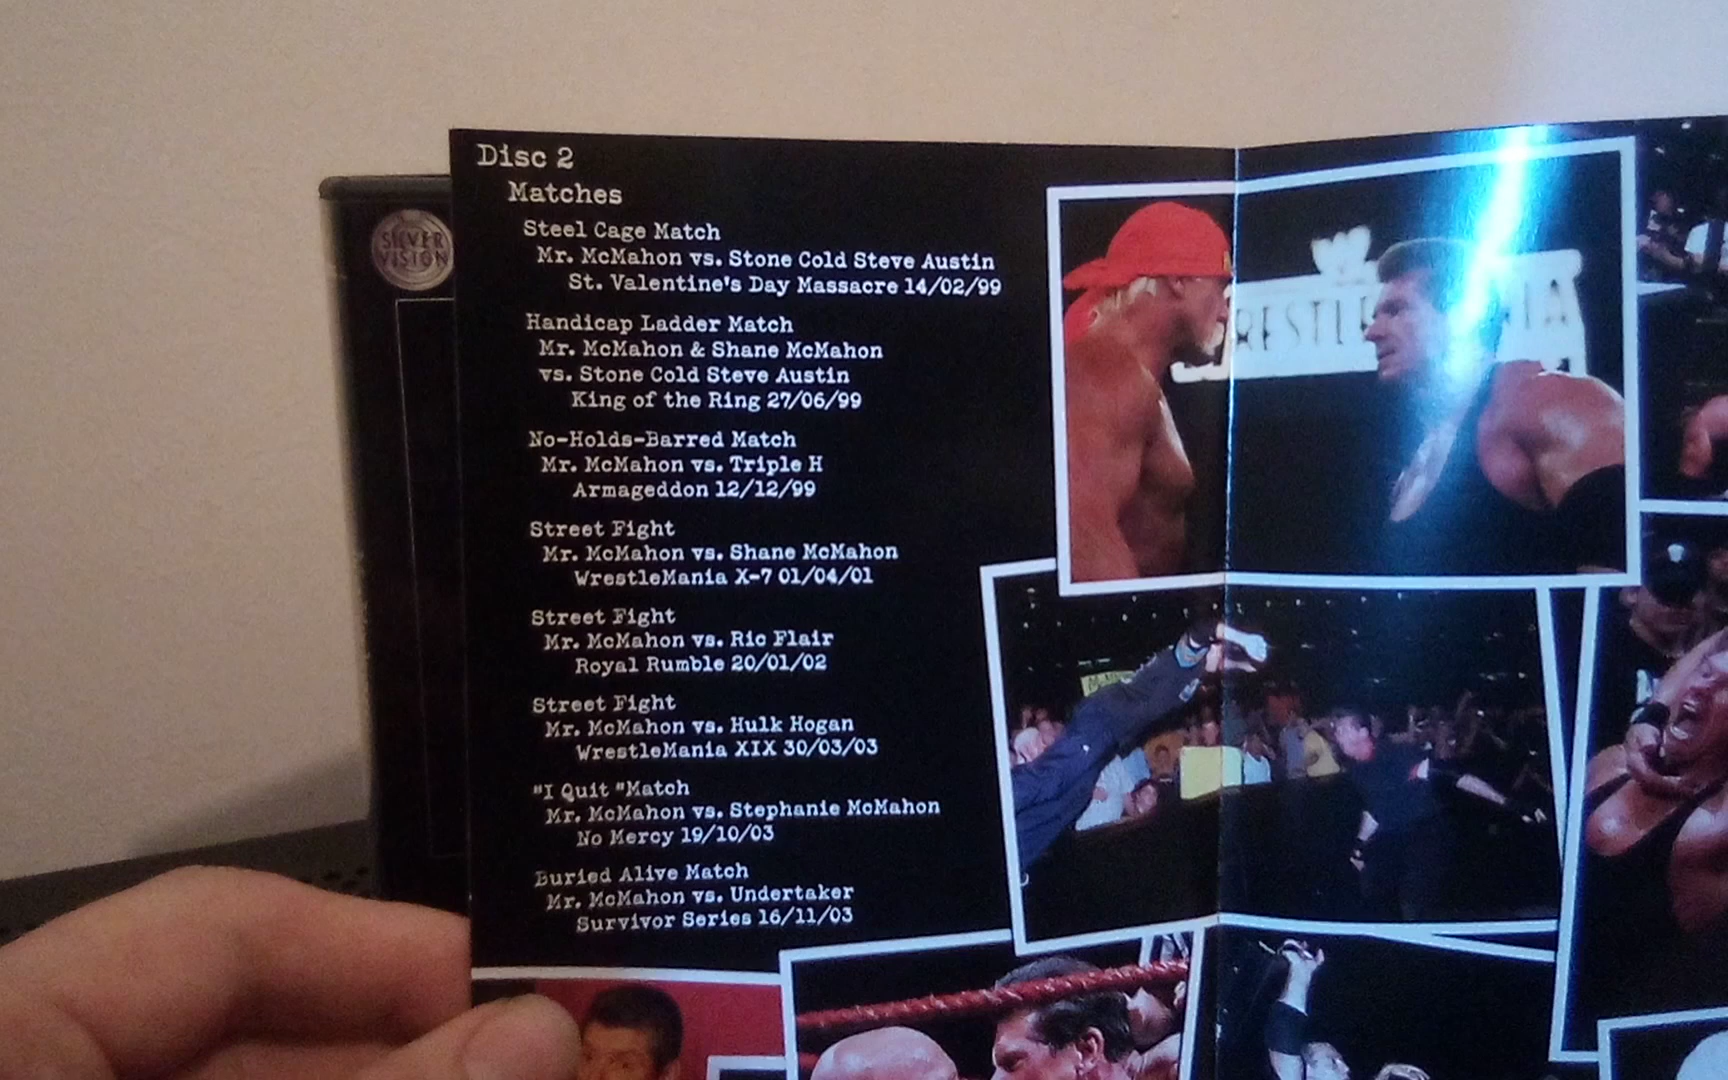 Disc 2
Matches
Steel Cage Match
Mr. McMahon vs. Stone Cold Steve Austin
St. Valentine's Day Massacre 14/02/99
Handicap Ladder Match
Mr. McMahon & Shane McMahon
vs. Stone Cold Steve Austin
King of the Ring 27/06/99
No-Holds-Barred Match
Mr. McMahon vs. Triple H
Armageddon 12/12/99
Street Fight
Mr. McMahon vs. Shane McMahon
WrestleMania X-7 01/04/01
Street Fight
Mr. McMahon vs. Ric Flair
Royal Rumble 20/01/02
Street Fight
Mr. McMahon vs. Hulk Hogan
WrestleMania XIX 30/03/03
"I Quit "Match
Mr. McMahon vs. Stephanie McMahon
No Mercy 19/10/03
Buried Alive Match
Mr. McMahon vs. Undertaker
Survivor Series 16/11/03
SILVER
VISION